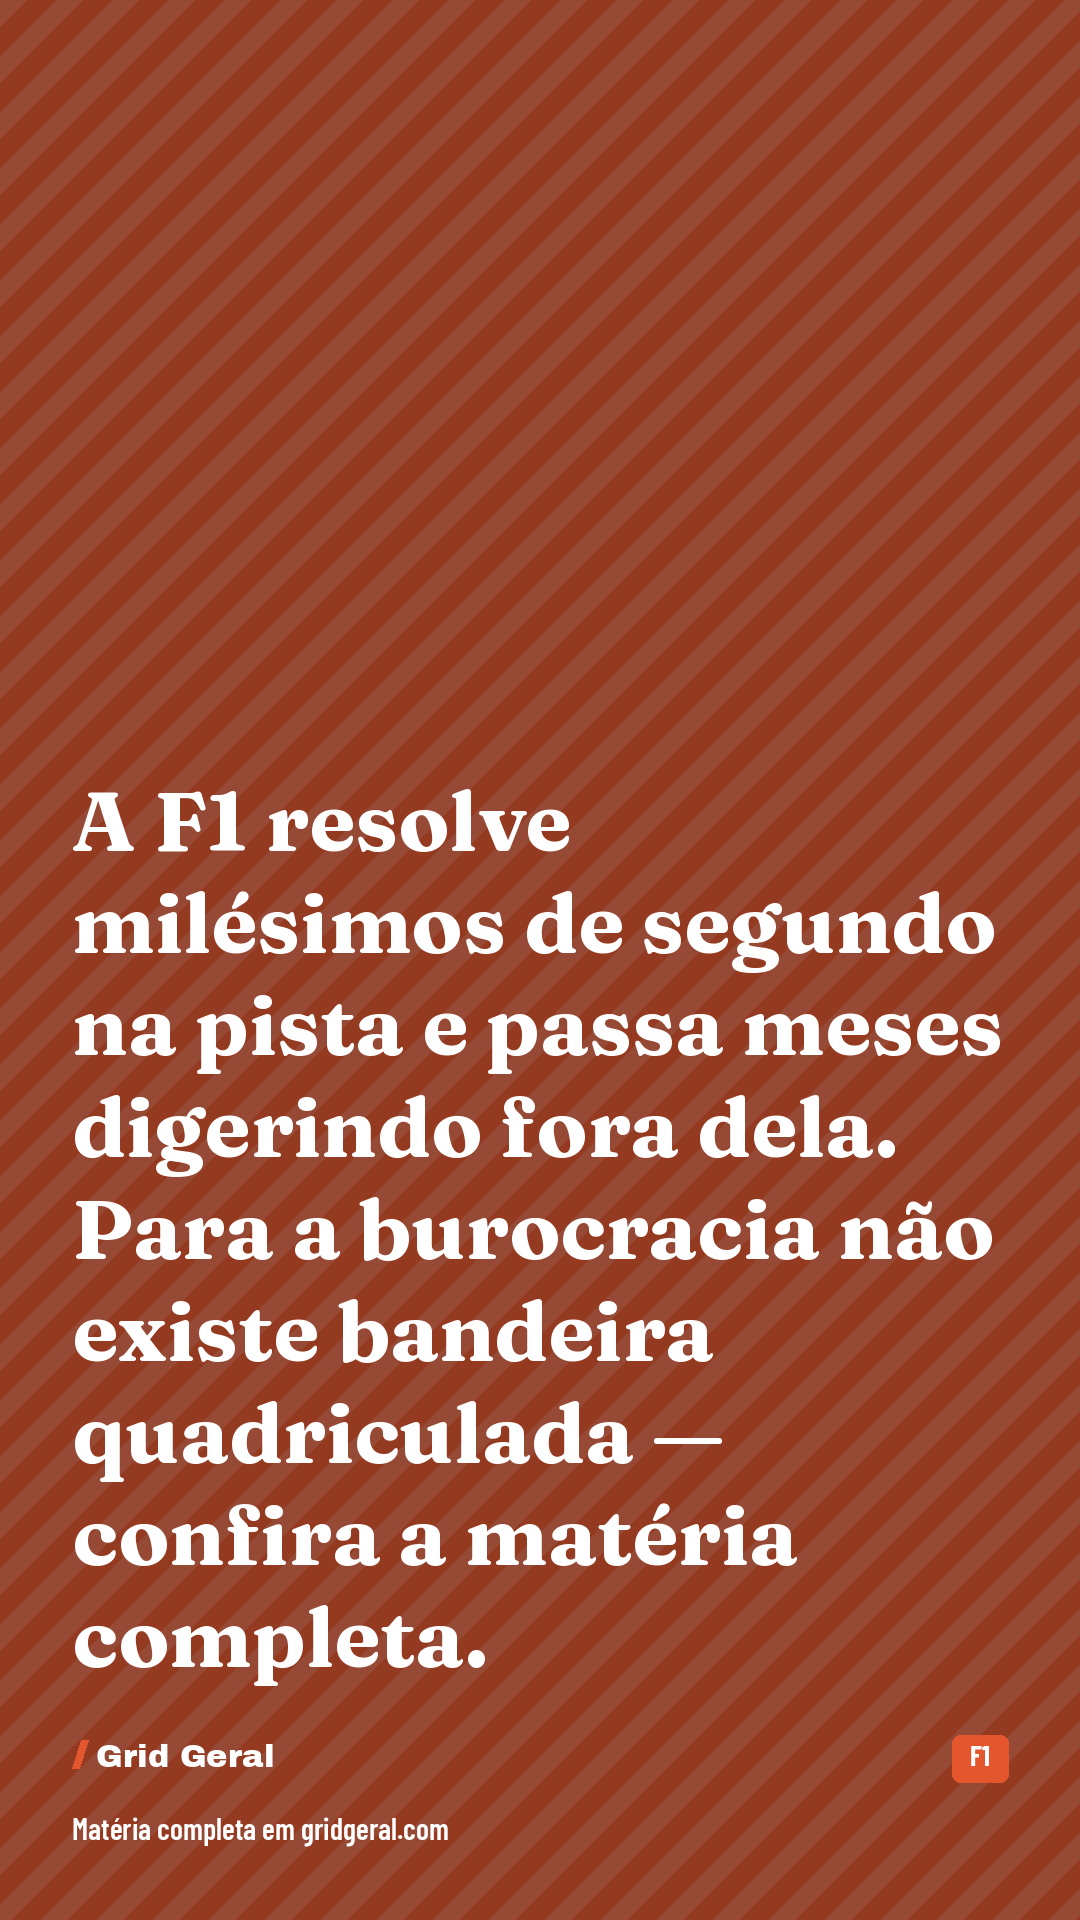 A F1 resolve
milésimos de segundo
na pista e passa meses
digerindo fora dela.
Para a burocracia não
existe bandeira
quadriculada —
confira a matéria
completa.
/ Grid Geral
F1
Matéria completa em gridgeral.com